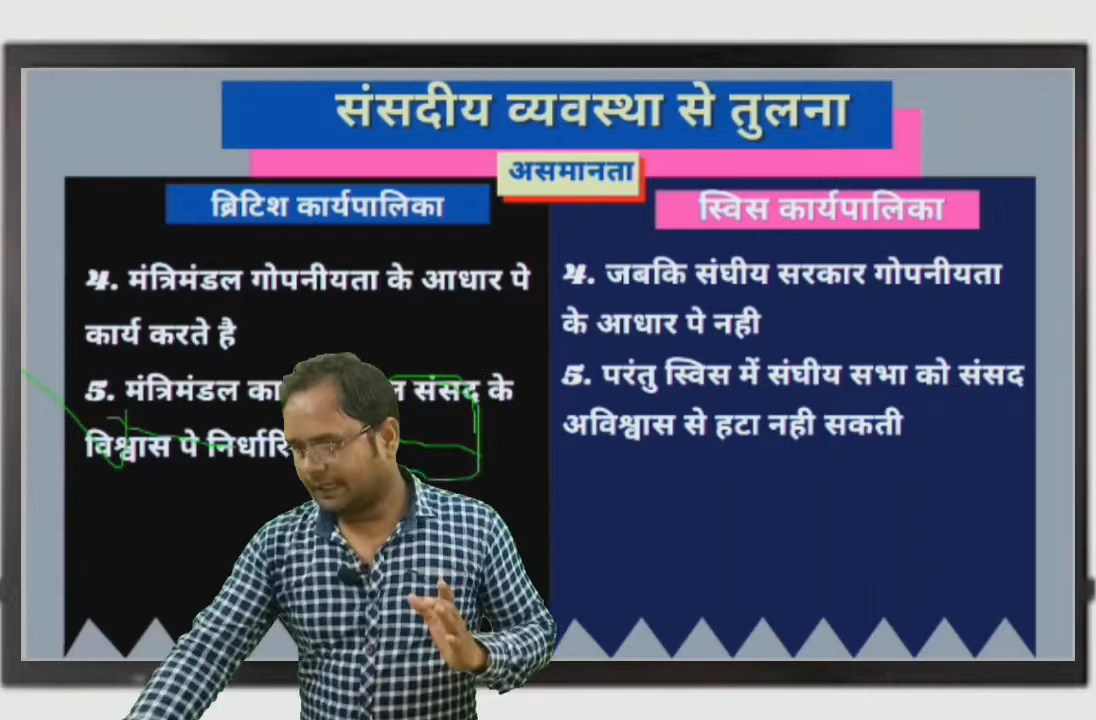 संसदीय व्यवस्था से तुलना
असमानता
ब्रिटिश कार्यपालिका
4. मंत्रिमंडल गोपनीयता के आधार पे
कार्य करते है
5. मंत्रिमंडल का संसद के
विश्वास पे
स्विस कार्यपालिका
4. जबकि संघीय सरकार गोपनीयता
के आधार पे नही
5. परंतु स्विस में संघीय सभा को संसद
अविश्वास से हटा नही सकती